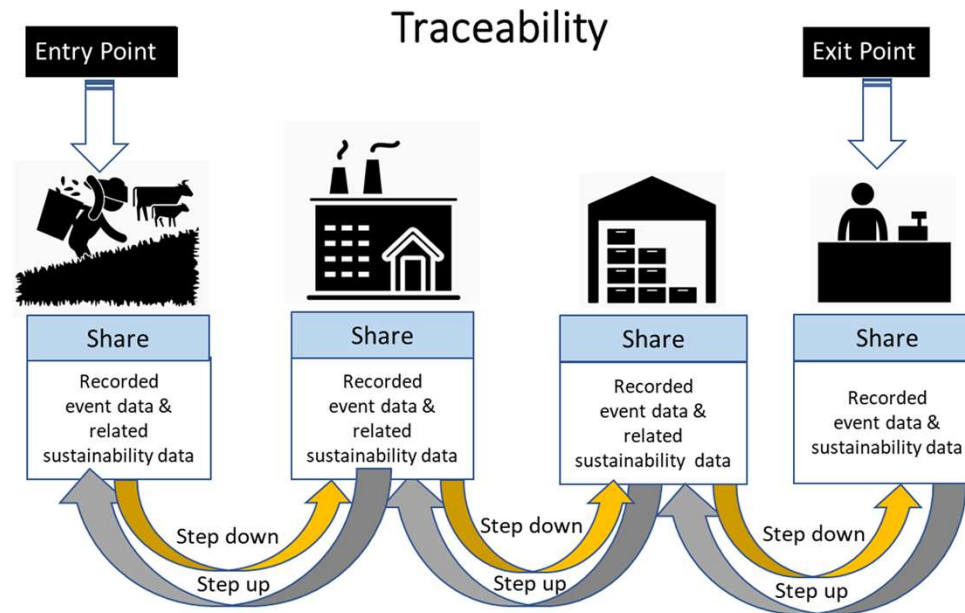 Traceability
Entry Point
Exit Point
Share
Recorded
event data &
related
sustainability data
Share
Recorded
event data &
related
sustainability data
Share
Recorded
event data &
related
sustainability data
Share
Recorded
event data
& sustainability data
Step down
Step up
Step down
Step up
Step down
Step up